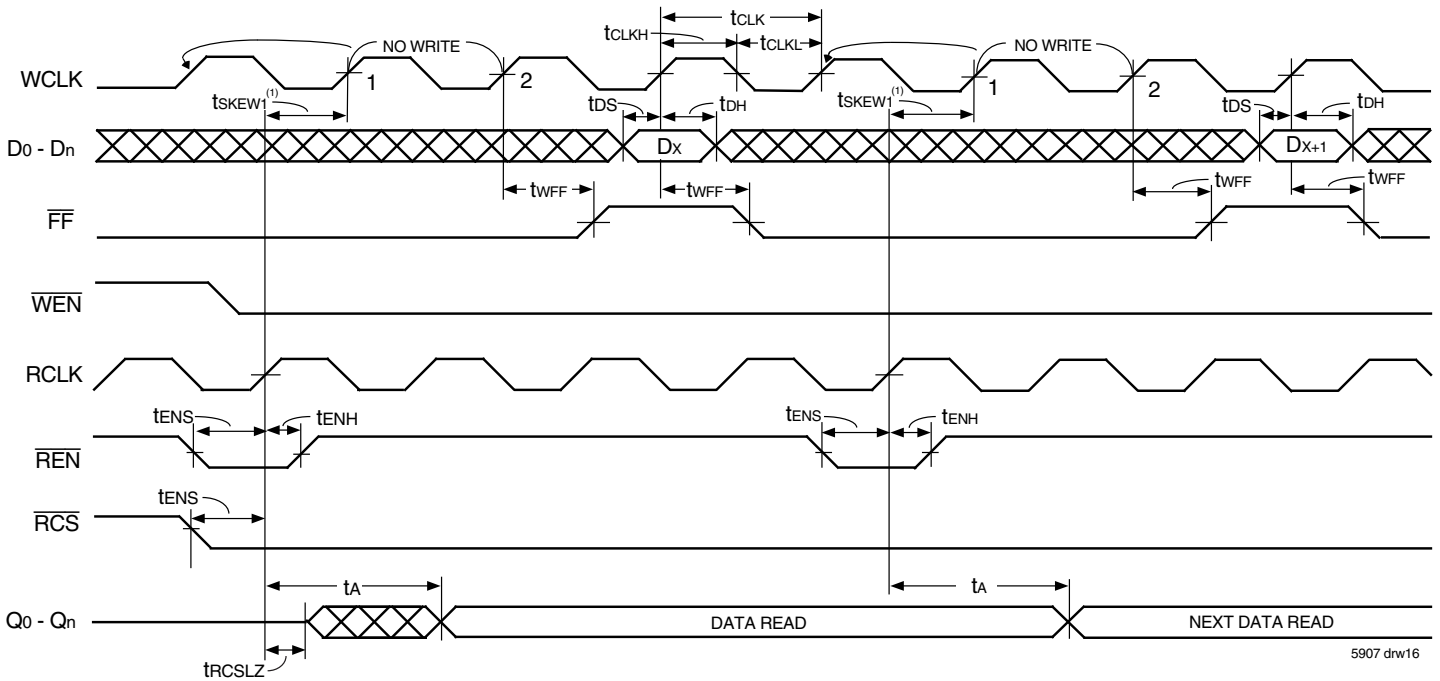 tCLK
tCLKH
tCLKL
NO WRITE
NO WRITE
WCLK
1
2
1
2
tSKEW1(1)
tDS
tDH
tSKEW1(1)
tDS
tDH
D0 - Dn
DX
DX+1
tWFF
tWFF
tWFF
tWFF
FF
WEN
RCLK
tENS
tENH
tENS
tENH
REN
tENS
RCS
tA
tA
Q0 - Qn
DATA READ
NEXT DATA READ
tRCSLZ
5907 drw16